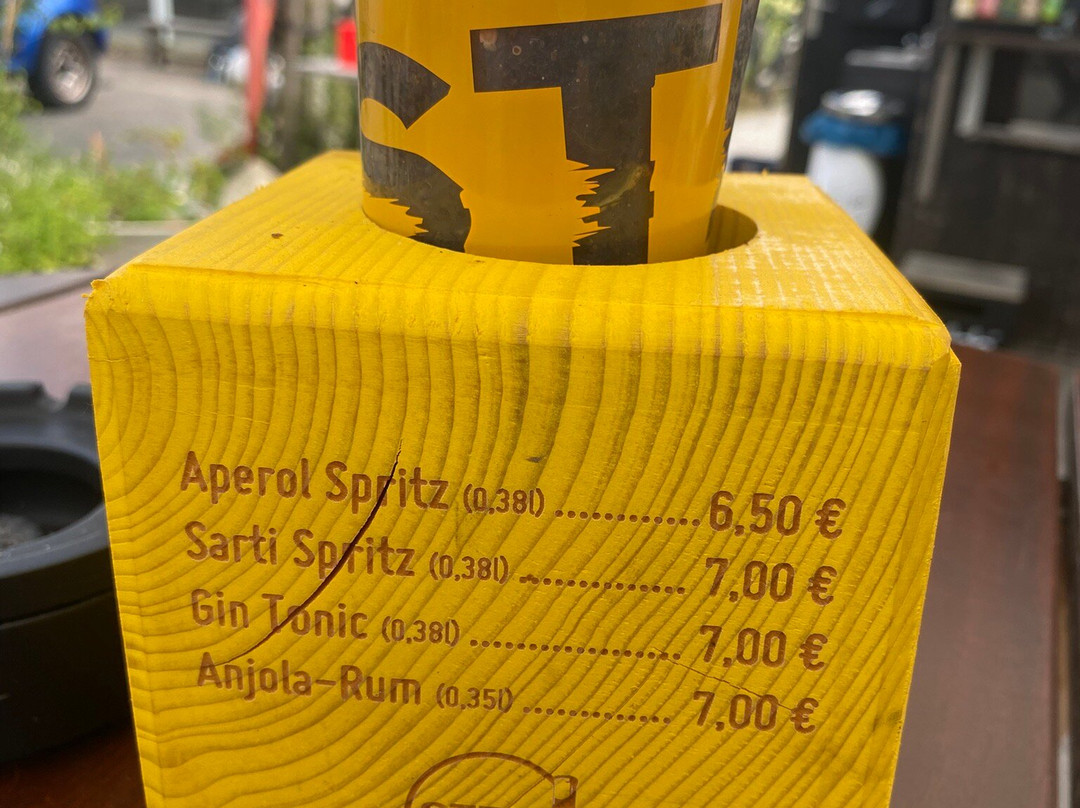 ST
Aperol Spritz (0,38l) ............ 6,50 €
Sarti Spritz (0,38l) ............ 7,00 €
Gin Tonic (0,38l) ............... 7,00 €
Anjola-Rum (0,35l) ........... 7,00 €